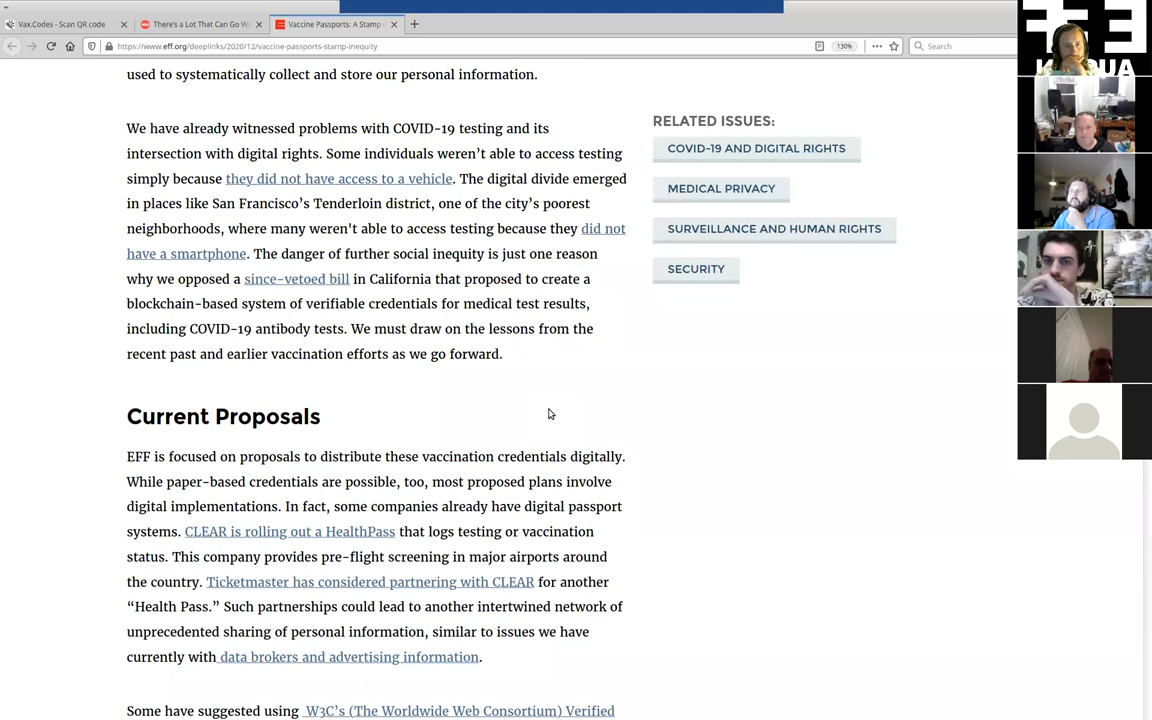 Vax.Codes - Scan QR code
There's a Lot That Can Go W
Vaccine Passports: A Stamp
https://www.eff.org/deeplinks/2020/12/vaccine-passports-stamp-inequity
130%
Search
used to systematically collect and store our personal information.
We have already witnessed problems with COVID-19 testing and its
intersection with digital rights. Some individuals weren't able to access testing
simply because they did not have access to a vehicle. The digital divide emerged
in places like San Francisco's Tenderloin district, one of the city's poorest
neighborhoods, where many weren't able to access testing because they did not
have a smartphone. The danger of further social inequity is just one reason
why we opposed a since-vetoed bill in California that proposed to create a
blockchain-based system of verifiable credentials for medical test results,
including COVID-19 antibody tests. We must draw on the lessons from the
recent past and earlier vaccination efforts as we go forward.
Current Proposals
EFF is focused on proposals to distribute these vaccination credentials digitally.
While paper-based credentials are possible, too, most proposed plans involve
digital implementations. In fact, some companies already have digital passport
systems. CLEAR is rolling out a HealthPass that logs testing or vaccination
status. This company provides pre-flight screening in major airports around
the country. Ticketmaster has considered partnering with CLEAR for another
“Health Pass.” Such partnerships could lead to another intertwined network of
unprecedented sharing of personal information, similar to issues we have
currently with data brokers and advertising information.
Some have suggested using W3C's (The Worldwide Web Consortium) Verified
RELATED ISSUES:
COVID-19 AND DIGITAL RIGHTS
MEDICAL PRIVACY
SURVEILLANCE AND HUMAN RIGHTS
SECURITY